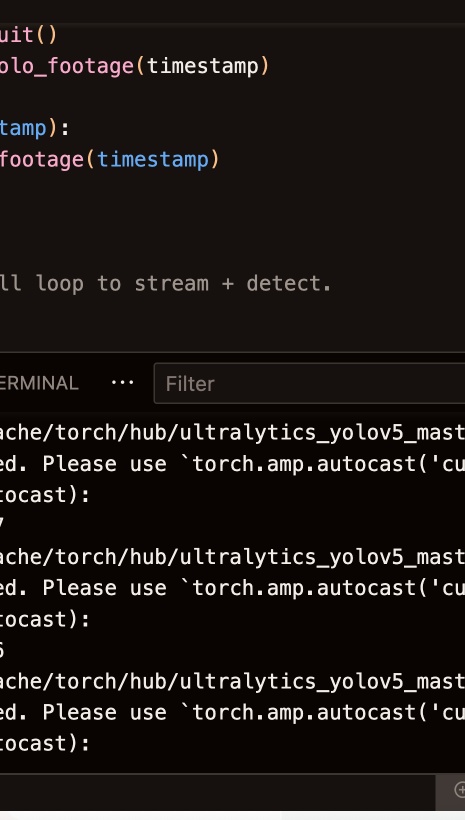 uit()
olo_footage(timestamp)
tamp):
footage(timestamp)
ll loop to stream + detect.
ERMINAL ··· Filter
ache/torch/hub/ultralytics_yolov5_mast
ed. Please use `torch.amp.autocast('cu
tocast):
7
ache/torch/hub/ultralytics_yolov5_mast
ed. Please use `torch.amp.autocast('cu
tocast):
6
ache/torch/hub/ultralytics_yolov5_mast
ed. Please use `torch.amp.autocast('cu
tocast):